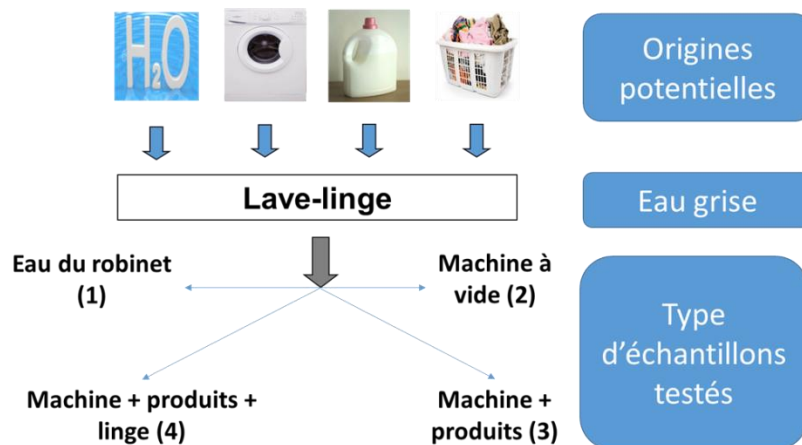 H₂O
Origines
potentielles
Lave-linge
Eau grise
Eau du robinet
(1)
Machine à
vide (2)
Type
d'échantillons
testés
Machine + produits +
linge (4)
Machine +
produits (3)